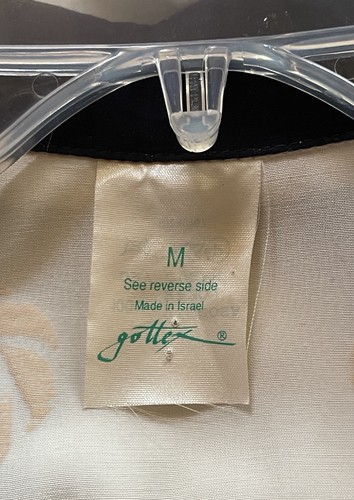 M
See reverse side
Made in Israel
gottex®